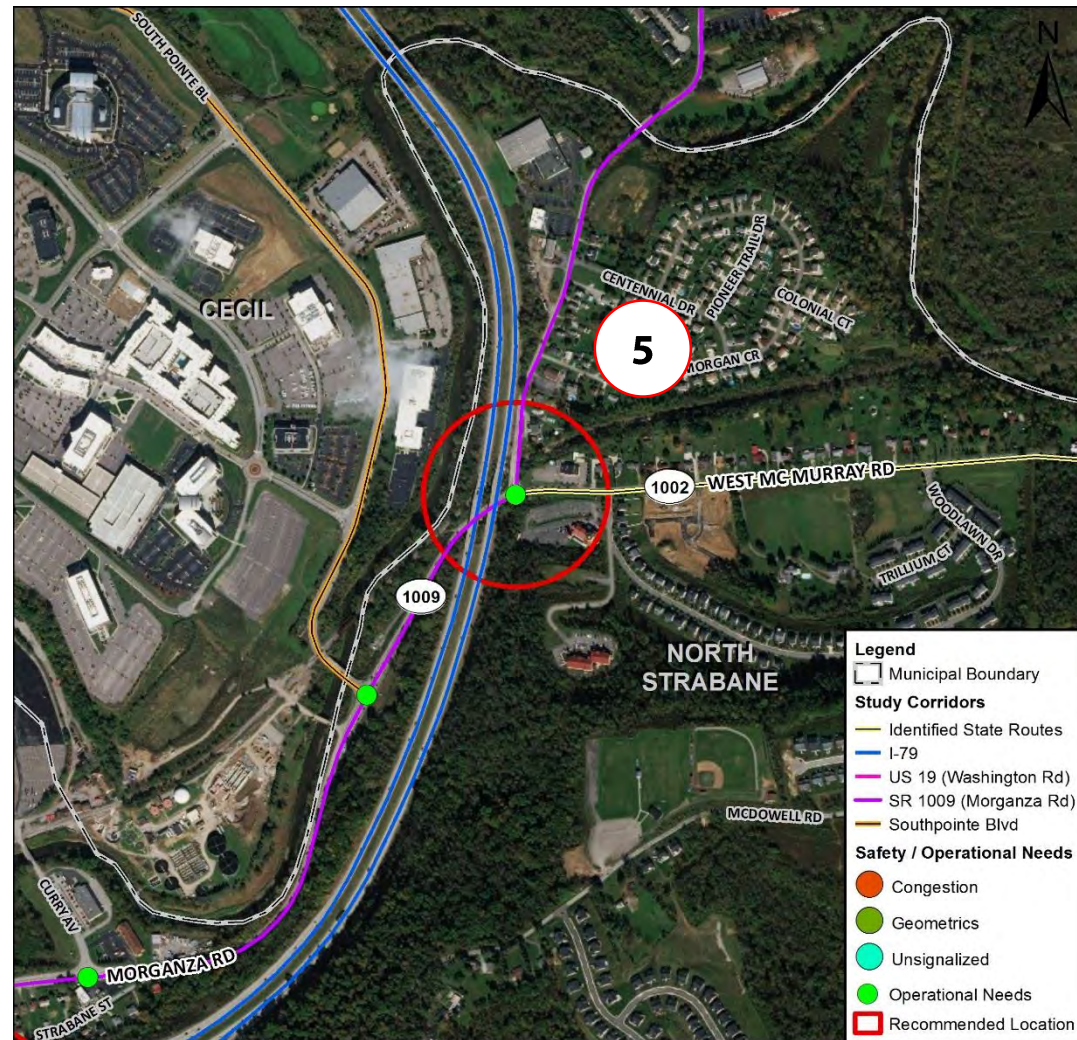 SOUTH POINTE BL
N
CECIL
CENTENNIAL DR
PIONEER TRAIL DR
COLONIAL CT
5
MORGAN CR
1002
WEST MC MURRAY RD
WOODLAWN DR
TRILLIUM CT
1009
NORTH
STRABANE
MCDOWELL RD
CURRY AV
MORGANZA RD
STRABANE ST
Legend
Municipal Boundary
Study Corridors
Identified State Routes
I-79
US 19 (Washington Rd)
SR 1009 (Morganza Rd)
Southpointe Blvd
Safety / Operational Needs
Congestion
Geometrics
Unsignalized
Operational Needs
Recommended Location